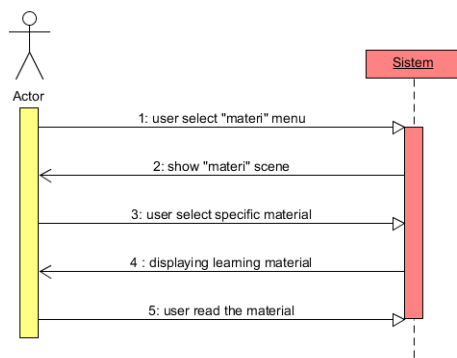 Sistem
Actor
1: user select "materi" menu
2: show "materi" scene
3: user select specific material
4 : displaying learning material
5: user read the material